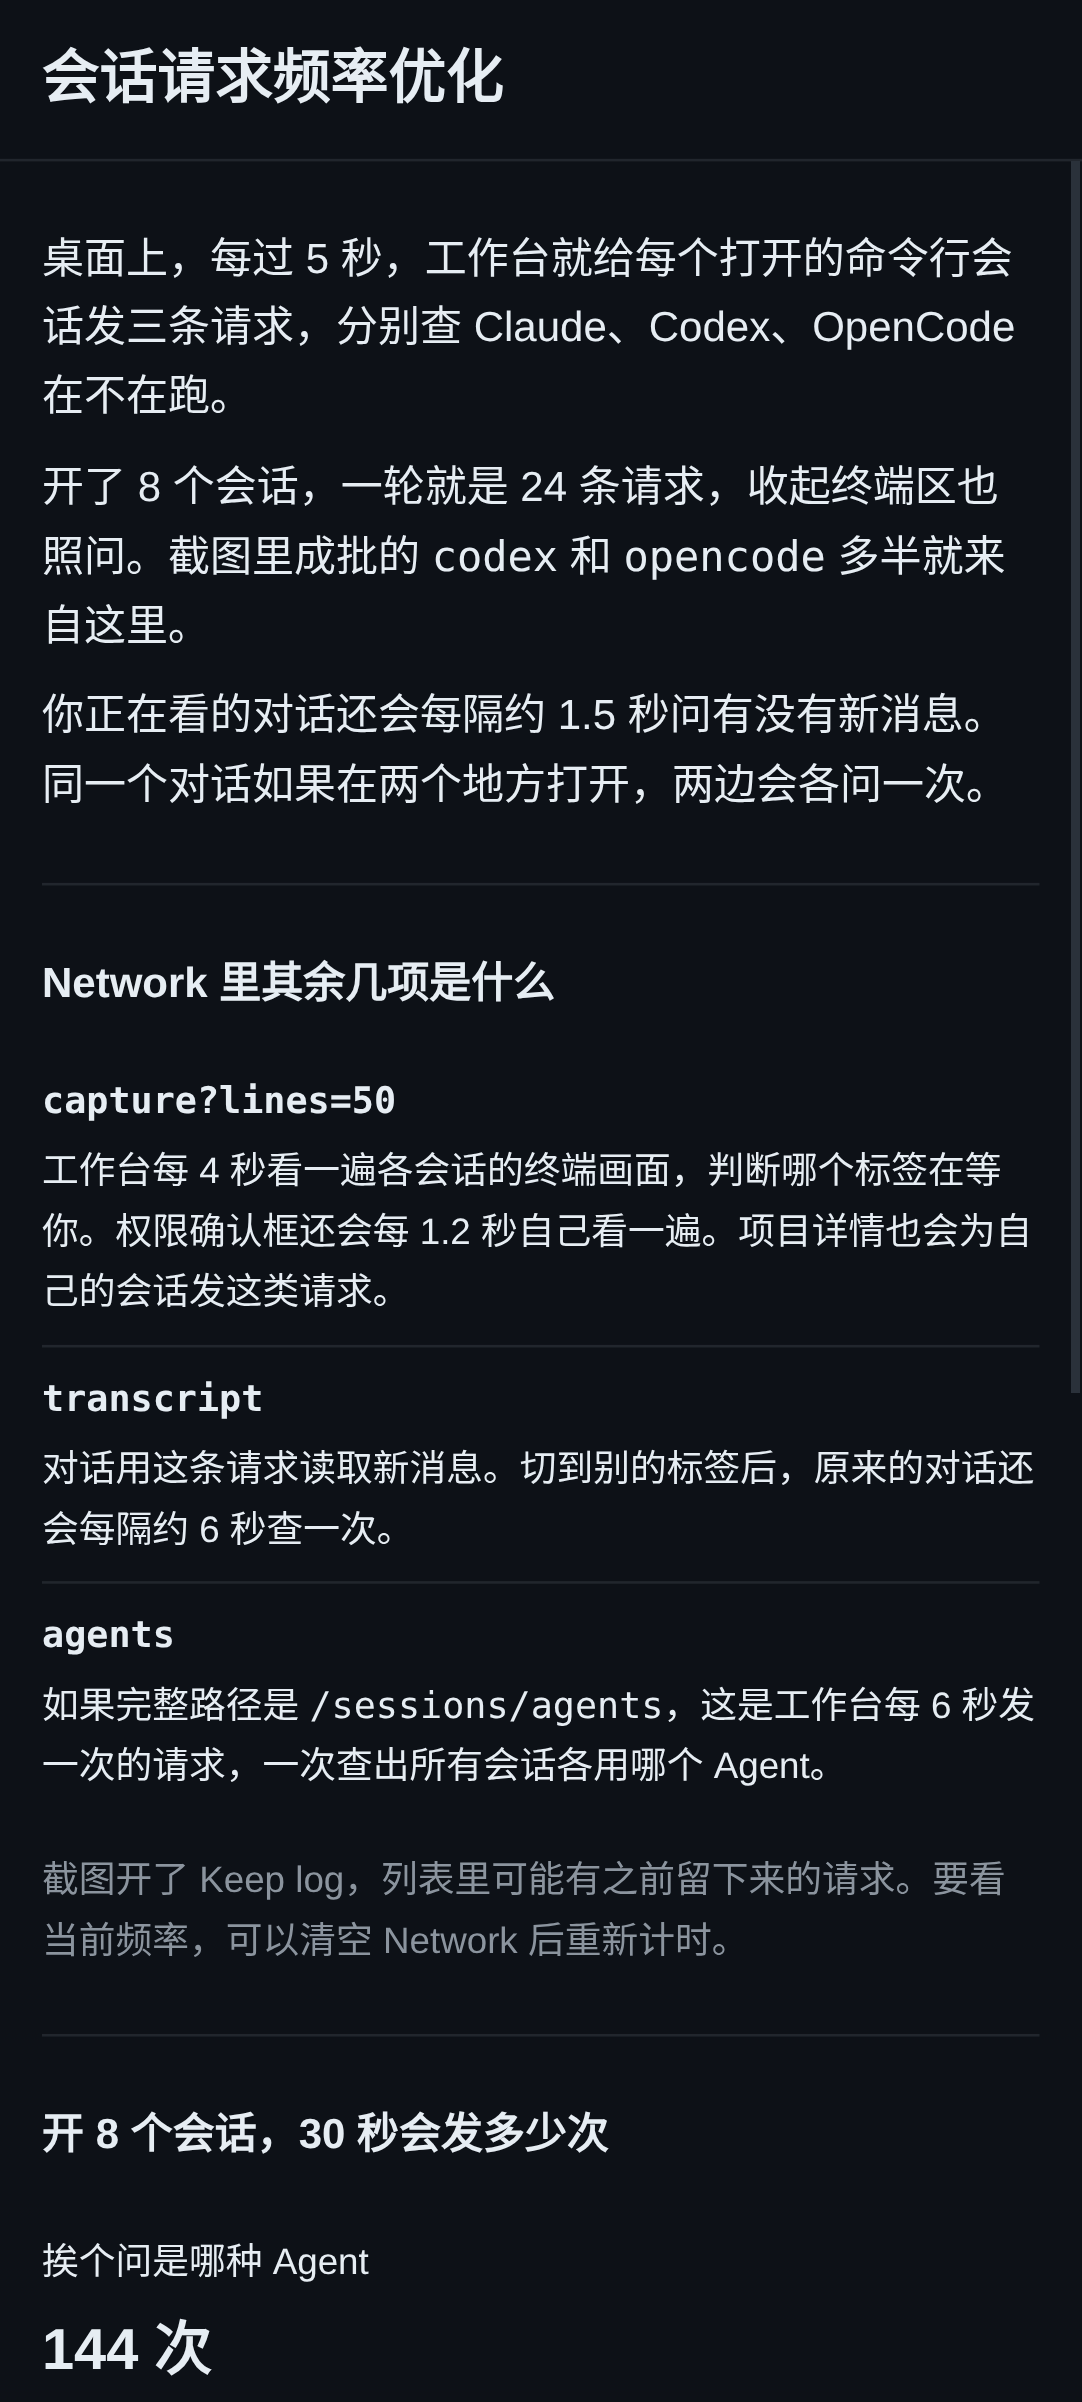 会话请求频率优化
桌面上，每过 5 秒，工作台就给每个打开的命令行会
话发三条请求，分别查 Claude、Codex、OpenCode
在不在跑。
开了 8 个会话，一轮就是 24 条请求，收起终端区也
照问。截图里成批的 codex 和 opencode 多半就来
自这里。
你正在看的对话还会每隔约 1.5 秒问有没有新消息。
同一个对话如果在两个地方打开，两边会各问一次。
Network 里其余几项是什么
capture?lines=50
工作台每 4 秒看一遍各会话的终端画面，判断哪个标签在等
你。权限确认框还会每 1.2 秒自己看一遍。项目详情也会为自
己的会话发这类请求。
transcript
对话用这条请求读取新消息。切到别的标签后，原来的对话还
会每隔约 6 秒查一次。
agents
如果完整路径是 /sessions/agents，这是工作台每 6 秒发
一次的请求，一次查出所有会话各用哪个 Agent。
截图开了 Keep log，列表里可能有之前留下来的请求。要看
当前频率，可以清空 Network 后重新计时。
开 8 个会话，30 秒会发多少次
挨个问是哪种 Agent
144 次